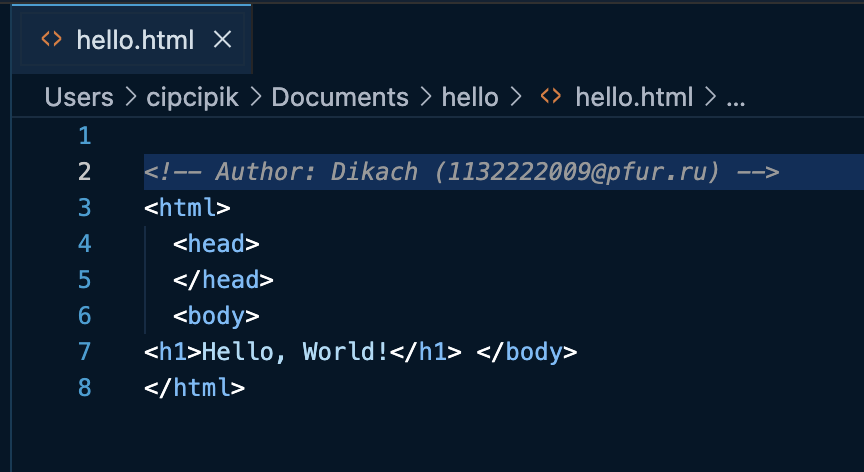 hello.html
Users > cipcipik > Documents > hello > hello.html > ...
1
2 <!-- Author: Dikach (1132222009@pfur.ru) -->
3 <html>
4 <head>
5 </head>
6 <body>
7 <h1>Hello, World!</h1> </body>
8 </html>